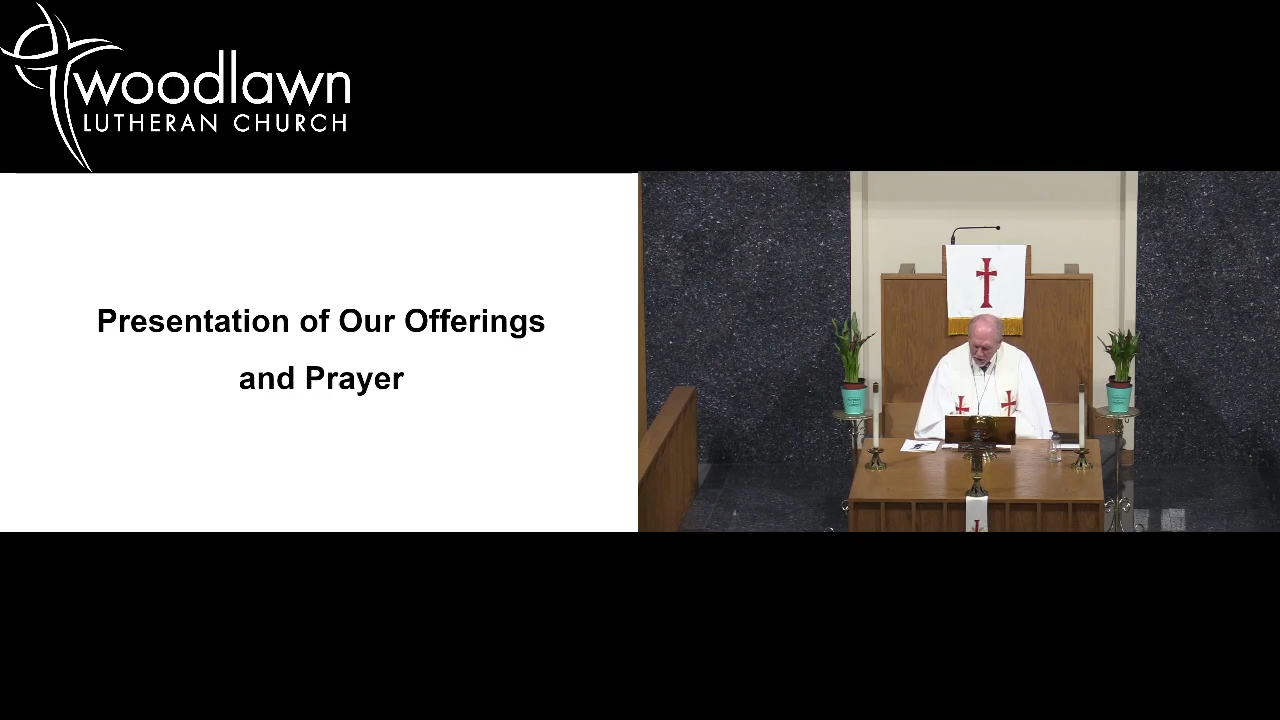 woodlawn
LUTHERAN CHURCH
Presentation of Our Offerings
and Prayer